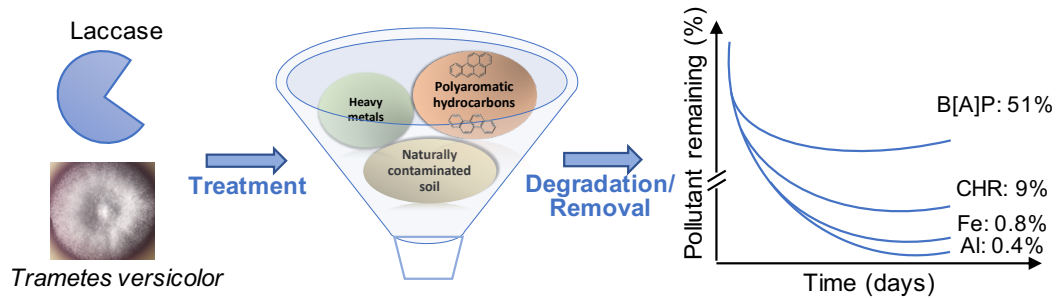 Laccase
Trametes versicolor
Treatment
Heavy
metals
Polyaromatic
hydrocarbons
Naturally
contaminated
soil
Degradation/
Removal
Pollutant remaining (%)
B[A]P: 51%
CHR: 9%
Fe: 0.8%
Al: 0.4%
Time (days)